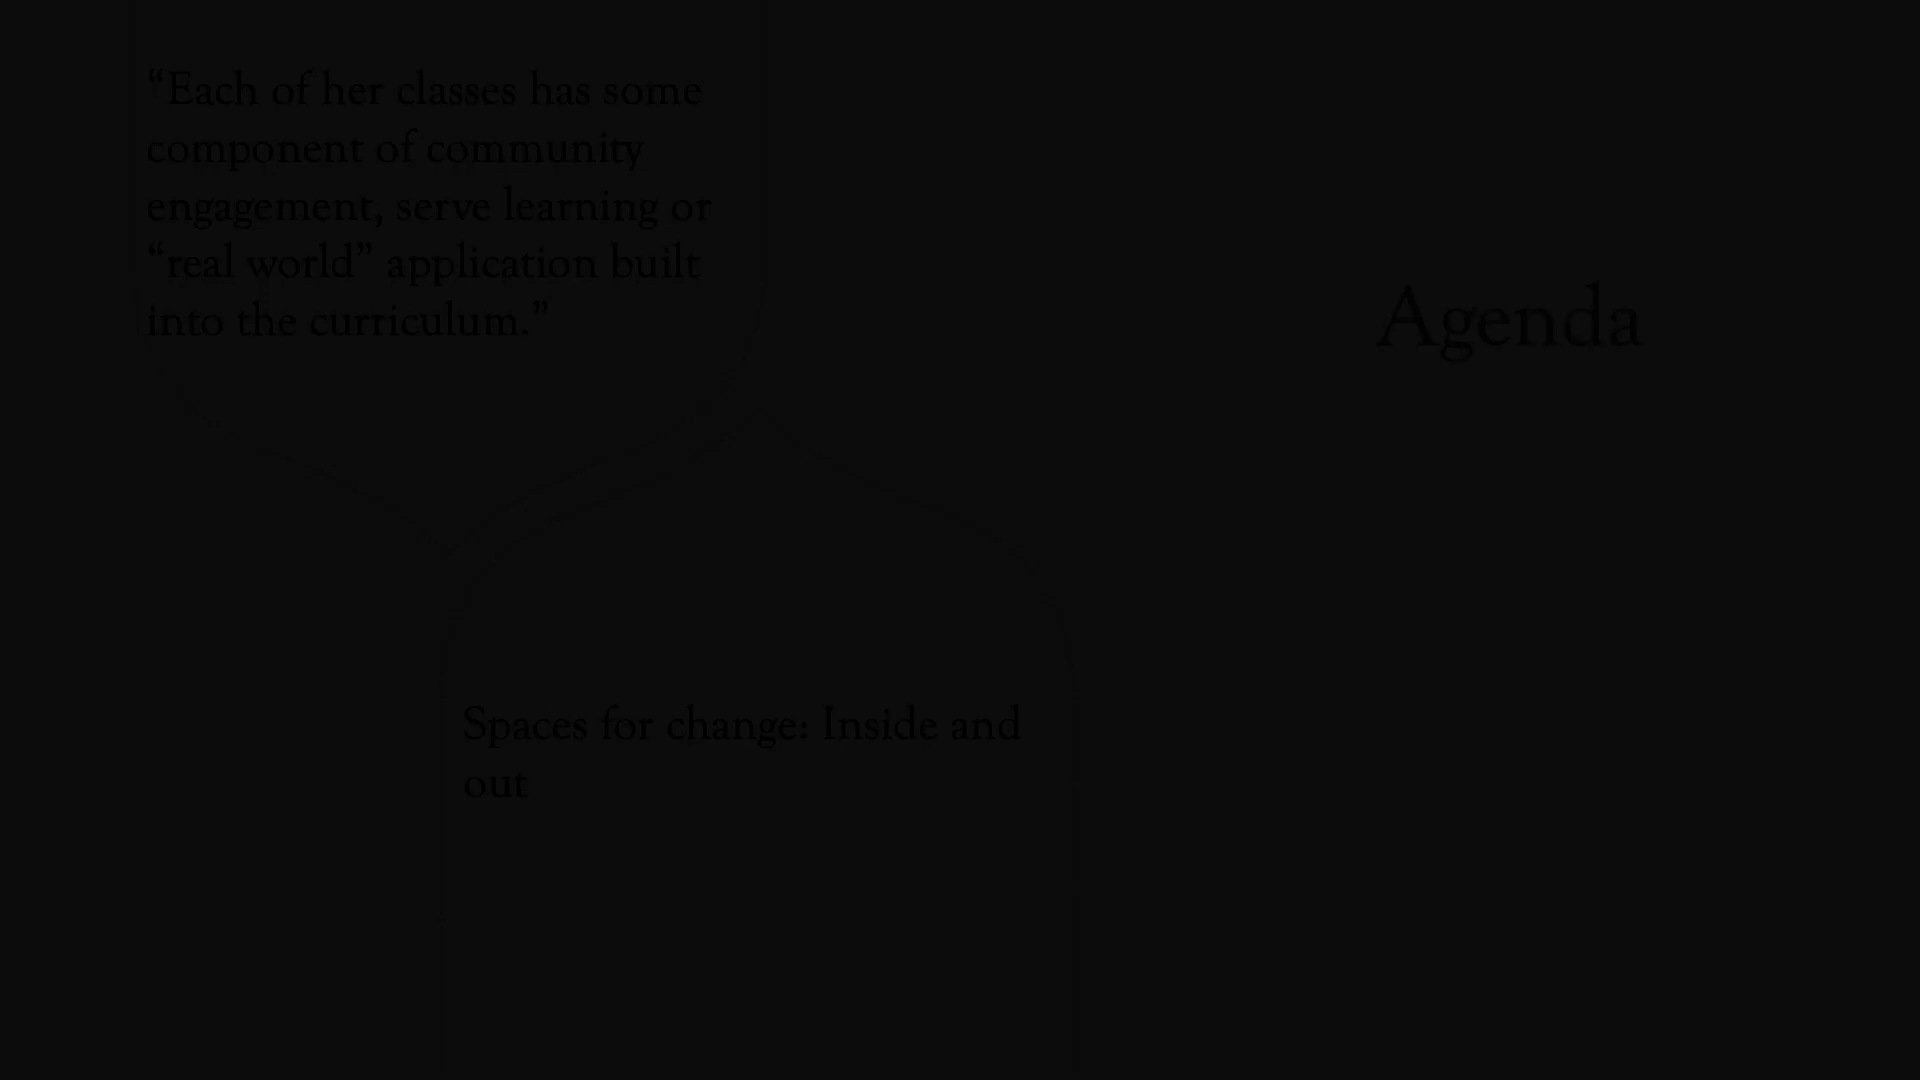 “Each of her classes has some
component of community
engagement, serve learning or
“real world” application built
into the curriculum.”
Agenda
Spaces for change: Inside and
out